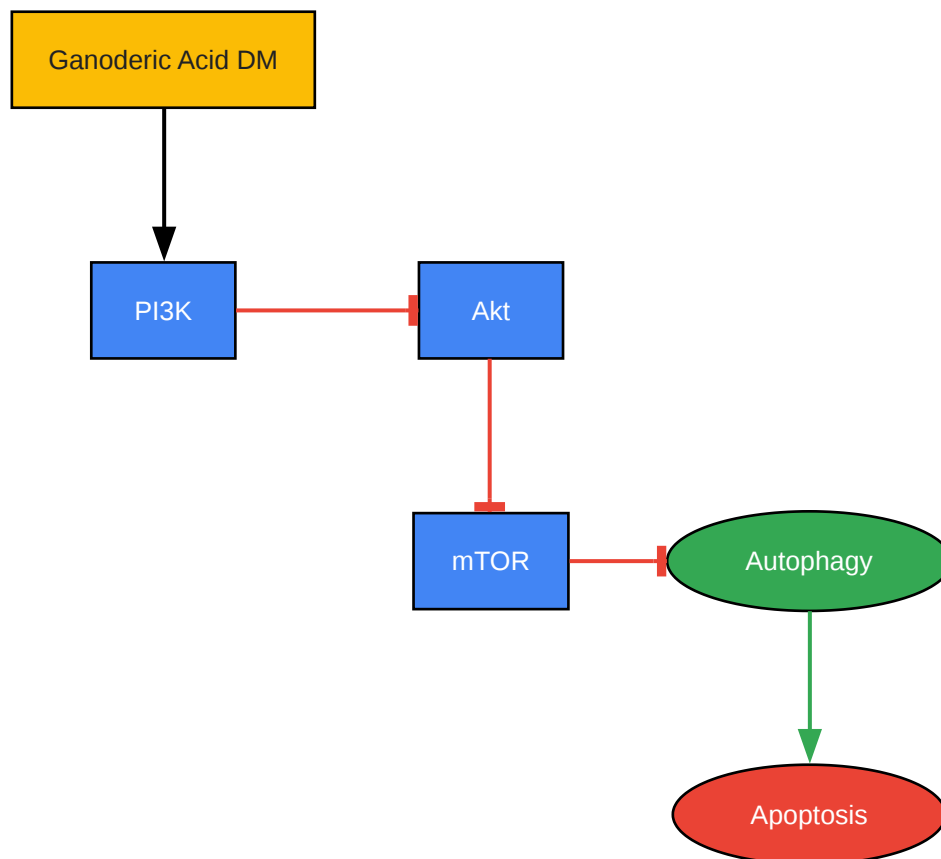 Ganoderic Acid DM
PI3K
Akt
mTOR
Autophagy
Apoptosis